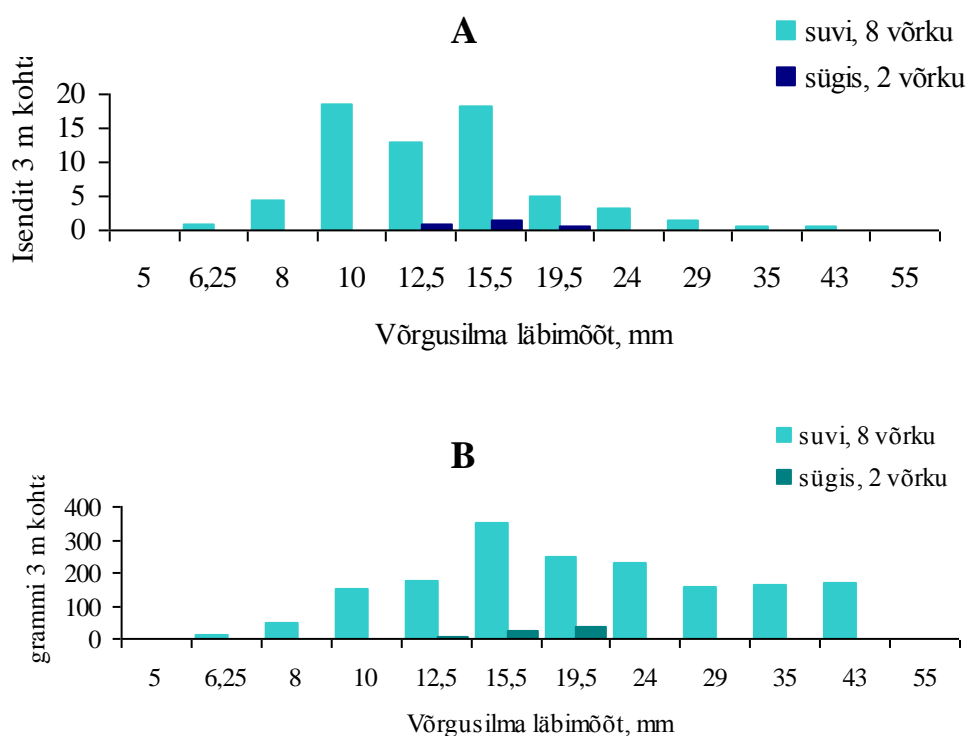 A
suvi, 8 võrku
sügis, 2 võrku
Isendit 3 m kohta
20
15
10
5
0
5 6,25 8 10 12,5 15,5 19,5 24 29 35 43 55
Võrgusilma läbimõõt, mm
B
suvi, 8 võrku
sügis, 2 võrku
grammi 3 m kohta
400
300
200
100
0
5 6,25 8 10 12,5 15,5 19,5 24 29 35 43 55
Võrgusilma läbimõõt, mm